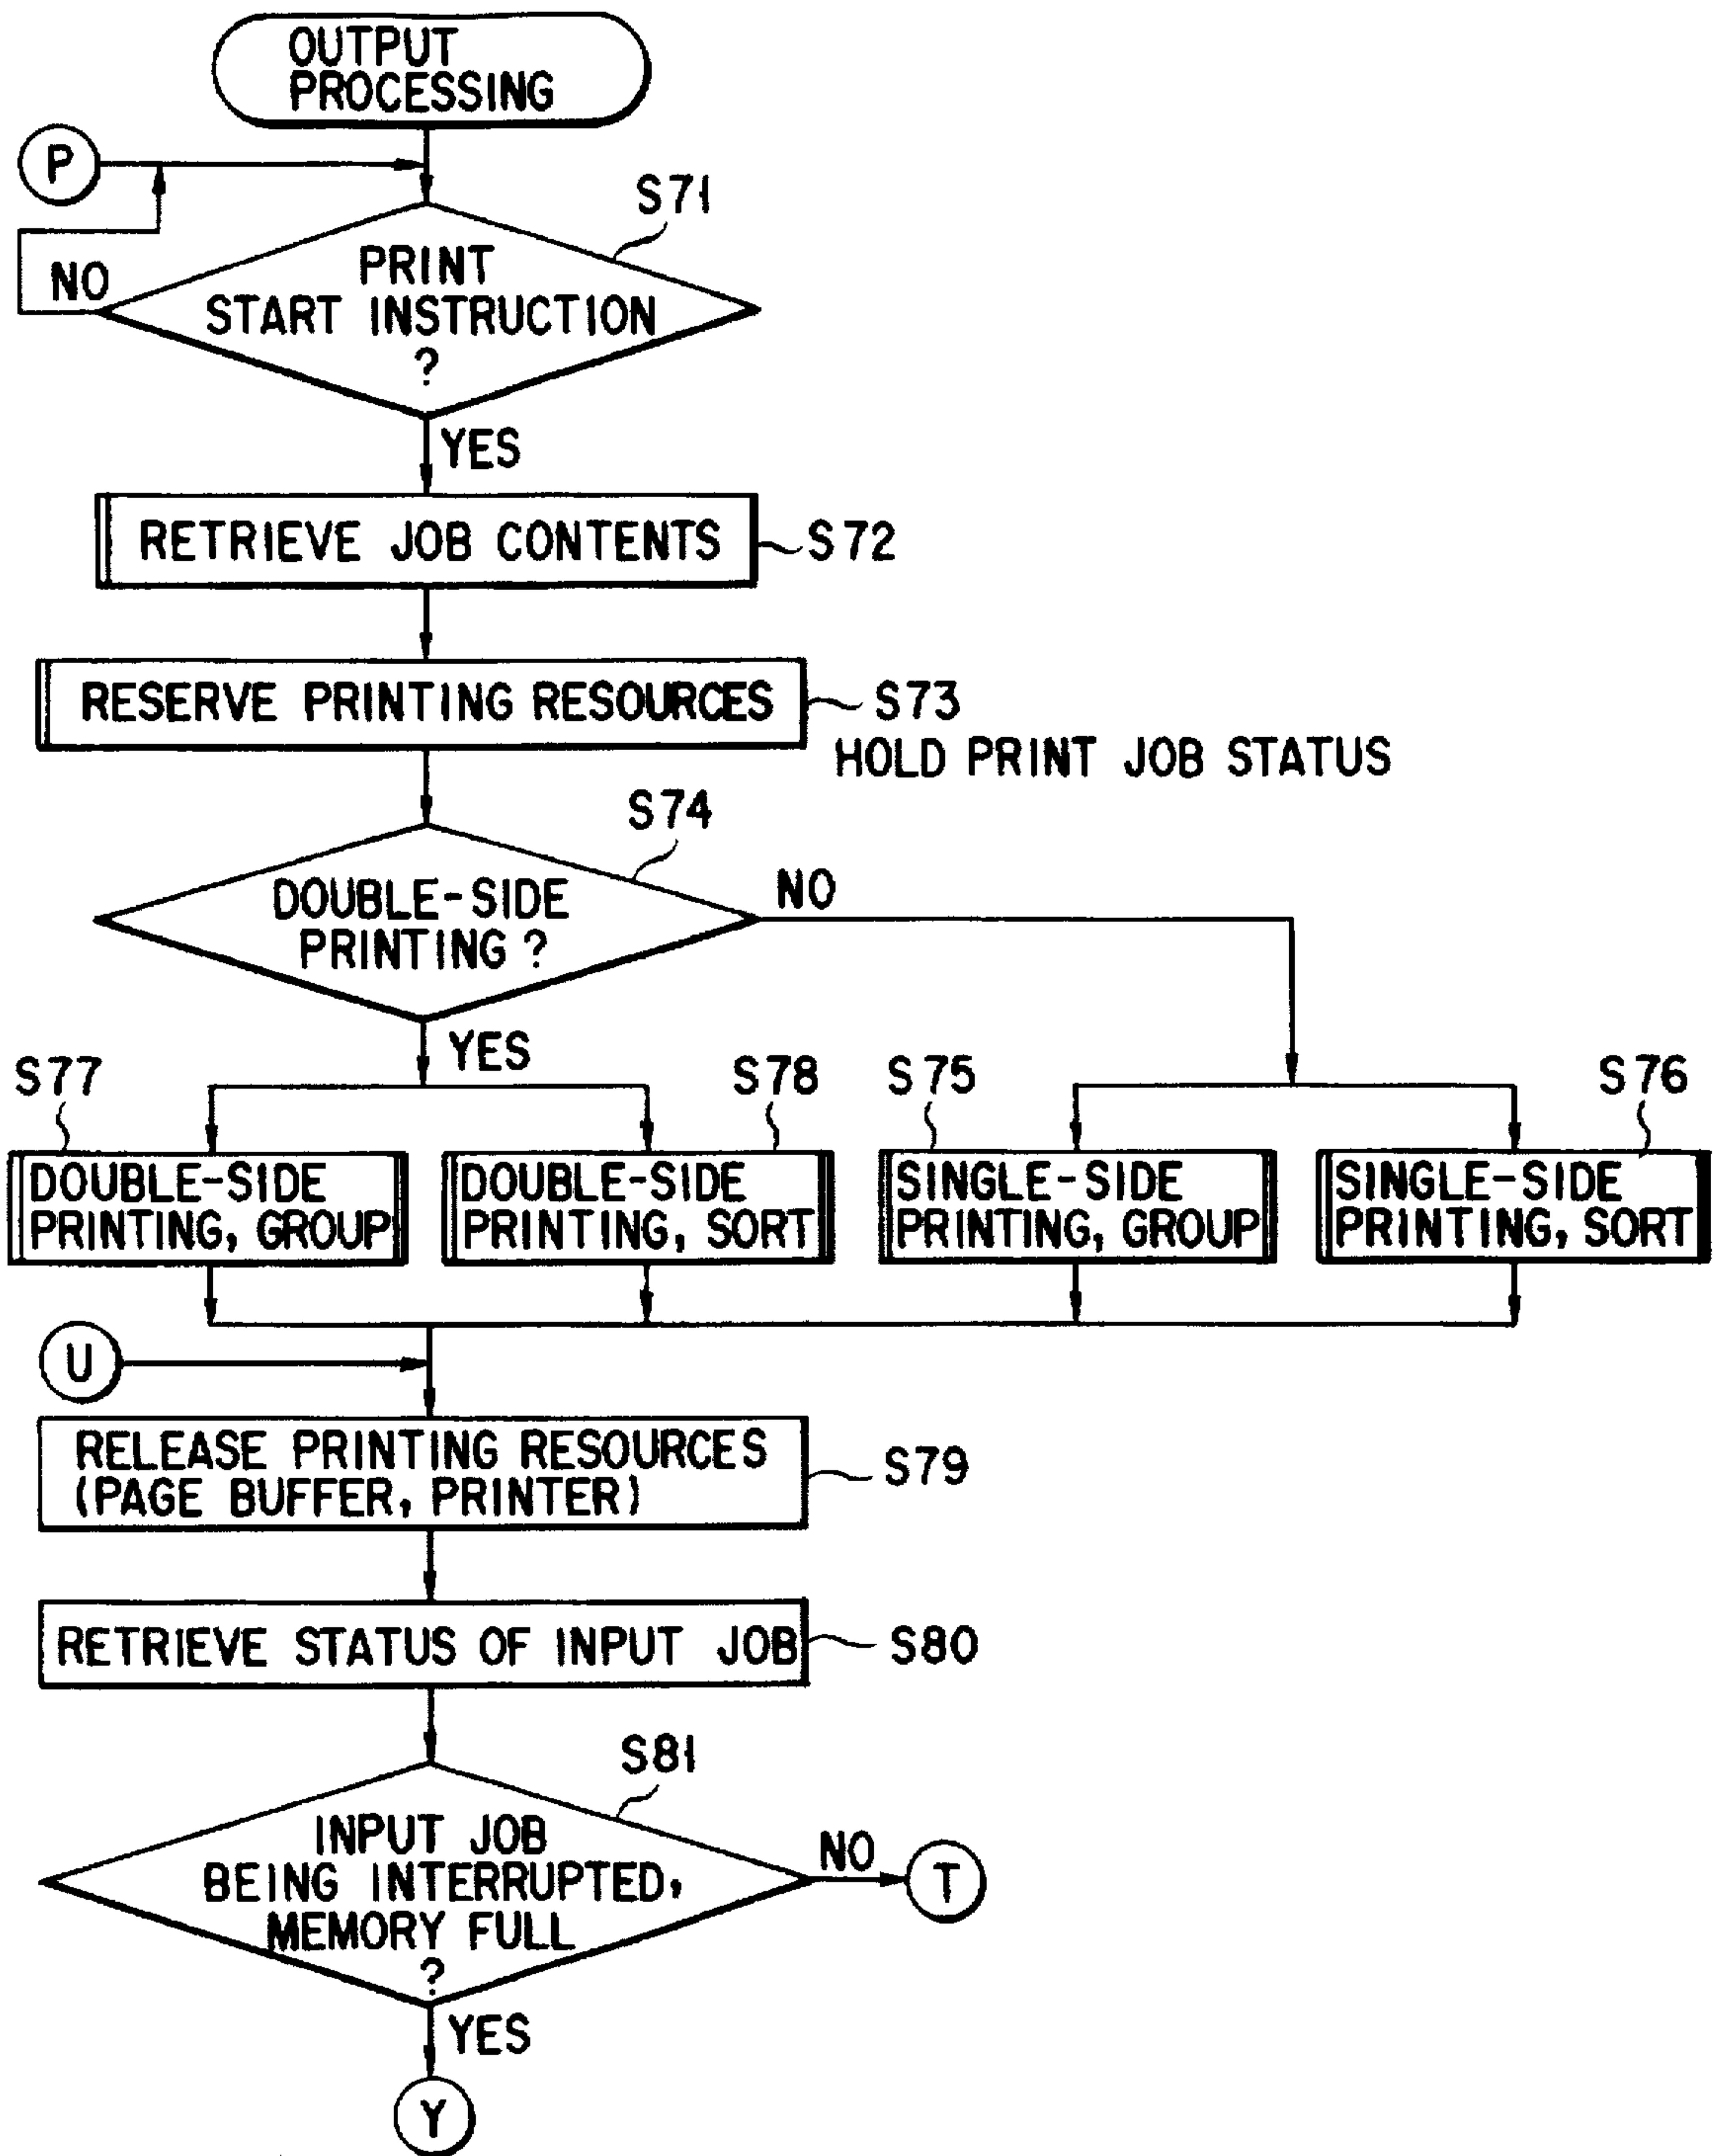 OUTPUT
PROCESSING
P
S71
PRINT
START INSTRUCTION
?
NO
YES
RETRIEVE JOB CONTENTS
S72
RESERVE PRINTING RESOURCES
S73
HOLD PRINT JOB STATUS
S74
DOUBLE-SIDE
PRINTING ?
NO
YES
S77
S78
S75
S76
DOUBLE-SIDE
PRINTING, GROUP
DOUBLE-SIDE
PRINTING, SORT
SINGLE-SIDE
PRINTING, GROUP
SINGLE-SIDE
PRINTING, SORT
U
RELEASE PRINTING RESOURCES
(PAGE BUFFER, PRINTER)
S79
RETRIEVE STATUS OF INPUT JOB
S80
S81
INPUT JOB
BEING INTERRUPTED,
MEMORY FULL
?
NO
T
YES
Y